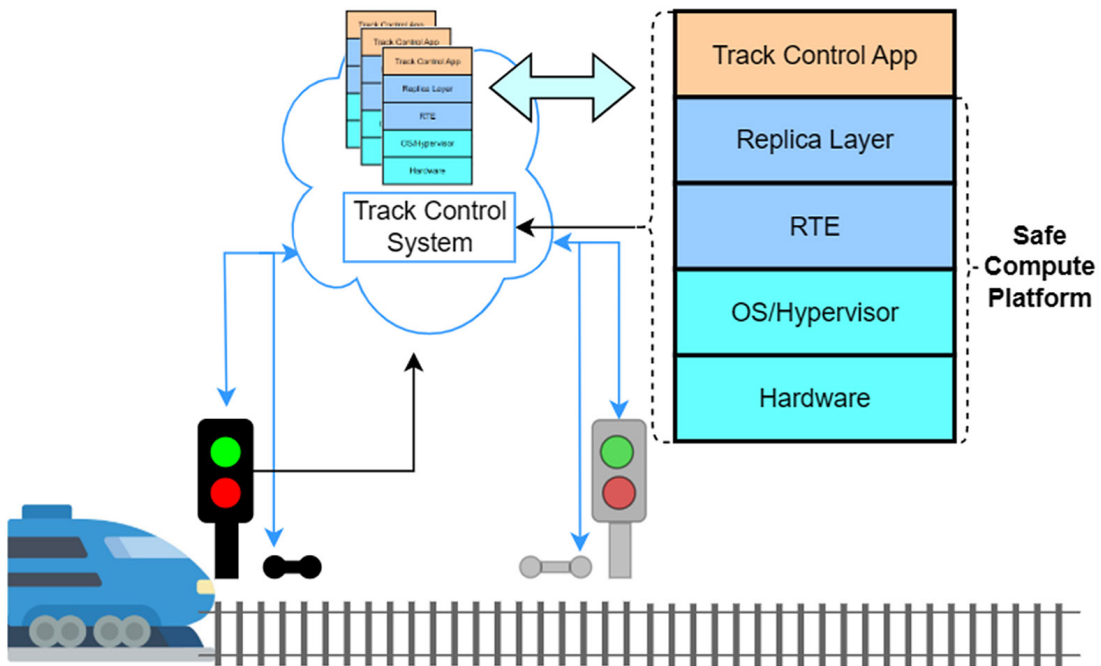 Track Control App
Track Control App
Track Control App
Replica Layer
RTE
OS/Hypervisor
Hardware
Track Control
System
Track Control App
Replica Layer
RTE
OS/Hypervisor
Hardware
Safe
Compute
Platform